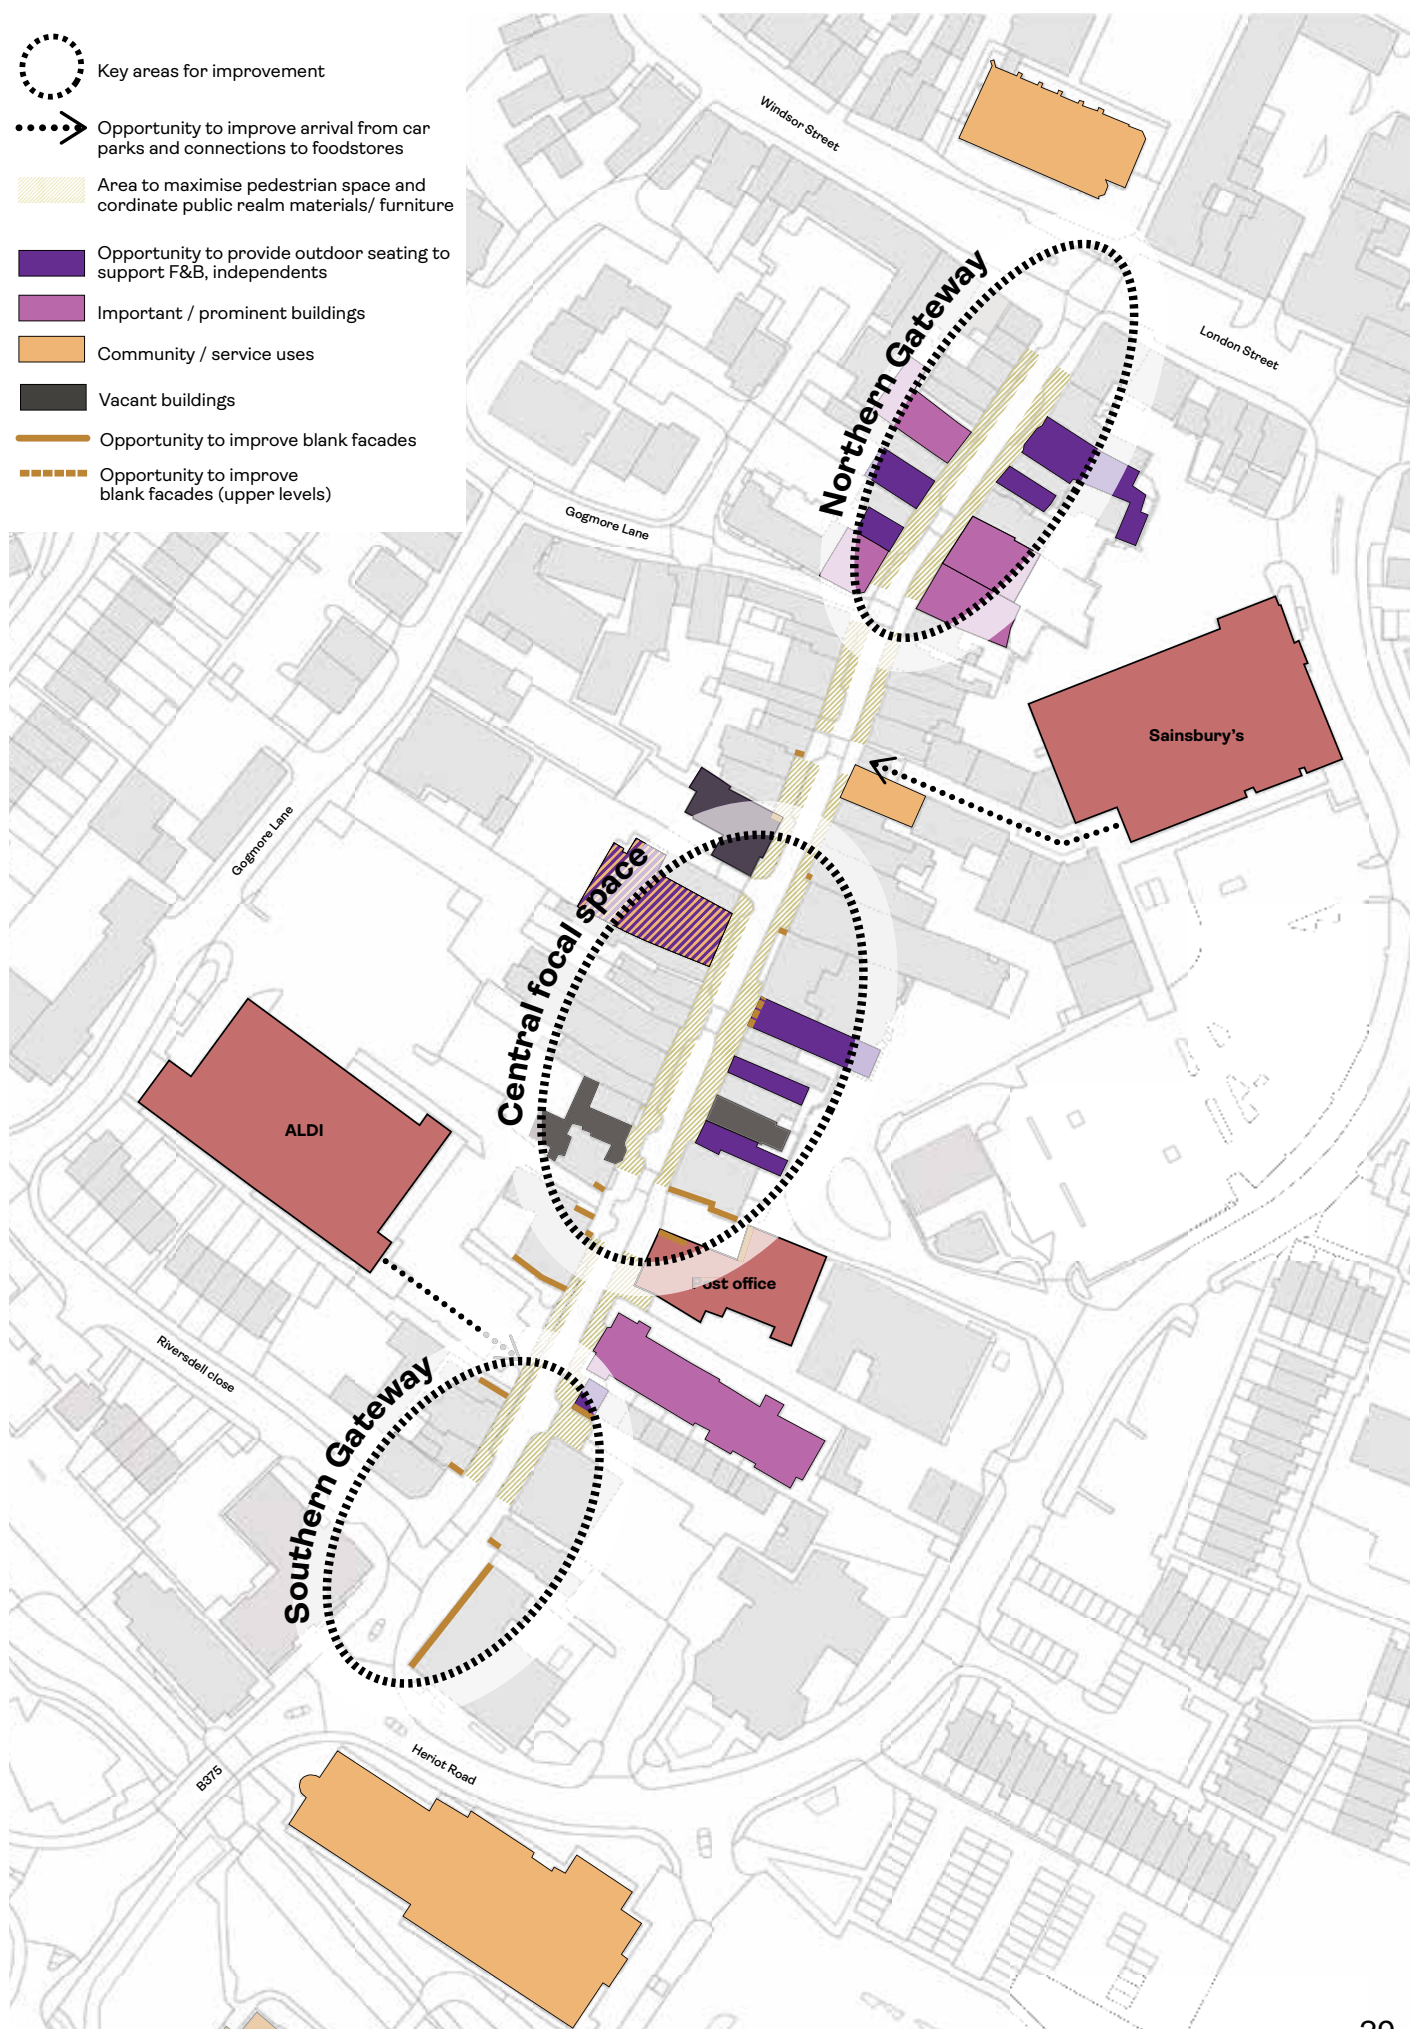 Key areas for improvement
Opportunity to improve arrival from car
parks and connections to foodstores
Area to maximise pedestrian space and
cordinate public realm materials/ furniture
Opportunity to provide outdoor seating to
support F&B, independents
Important / prominent buildings
Community / service uses
Vacant buildings
Opportunity to improve blank facades
Opportunity to improve
blank facades (upper levels)
Windsor Street
London Street
Northern Gateway
Gogmore Lane
Sainsbury's
Gogmore Lane
Central focal space
ALDI
Post office
Riversdell close
Southern Gateway
Heriot Road
B375